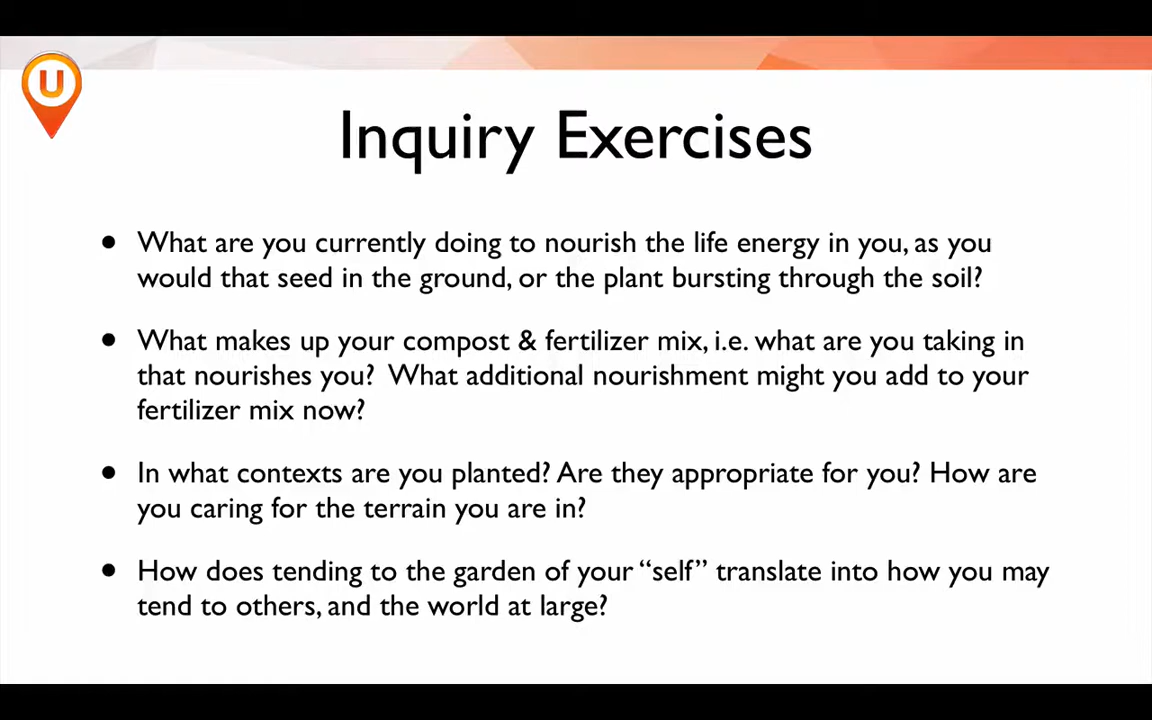 U
Inquiry Exercises
• What are you currently doing to nourish the life energy in you, as you
would that seed in the ground, or the plant bursting through the soil?
• What makes up your compost & fertilizer mix, i.e. what are you taking in
that nourishes you?  What additional nourishment might you add to your
fertilizer mix now?
• In what contexts are you planted? Are they appropriate for you? How are
you caring for the terrain you are in?
• How does tending to the garden of your “self” translate into how you may
tend to others, and the world at large?